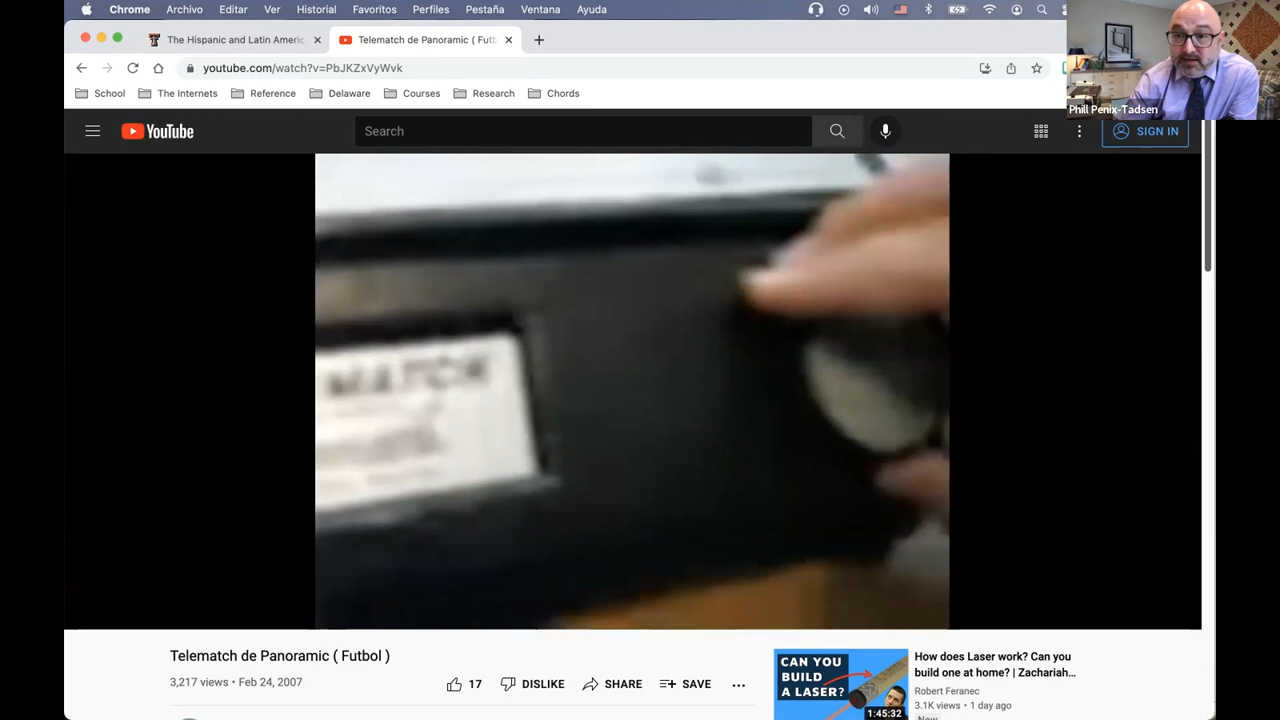 Chrome Archivo Editar Ver Historial Favoritos Perfiles Pestaña Ventana Ayuda
The Hispanic and Latin Americ
Telematch de Panoramic ( Futb
youtube.com/watch?v=PbJKZxVyWvk
School The Internets Reference Delaware Courses Research Chords
Phill Penix-Tadsen
YouTube
Search
SIGN IN
MATCH
Telematch de Panoramic ( Futbol )
3,217 views • Feb 24, 2007
17 DISLIKE SHARE SAVE
CAN YOU
BUILD
A LASER?
1:45:32
How does Laser work? Can you
build one at home? | Zachariah...
Robert Feranec
3.1K views • 1 day ago
New